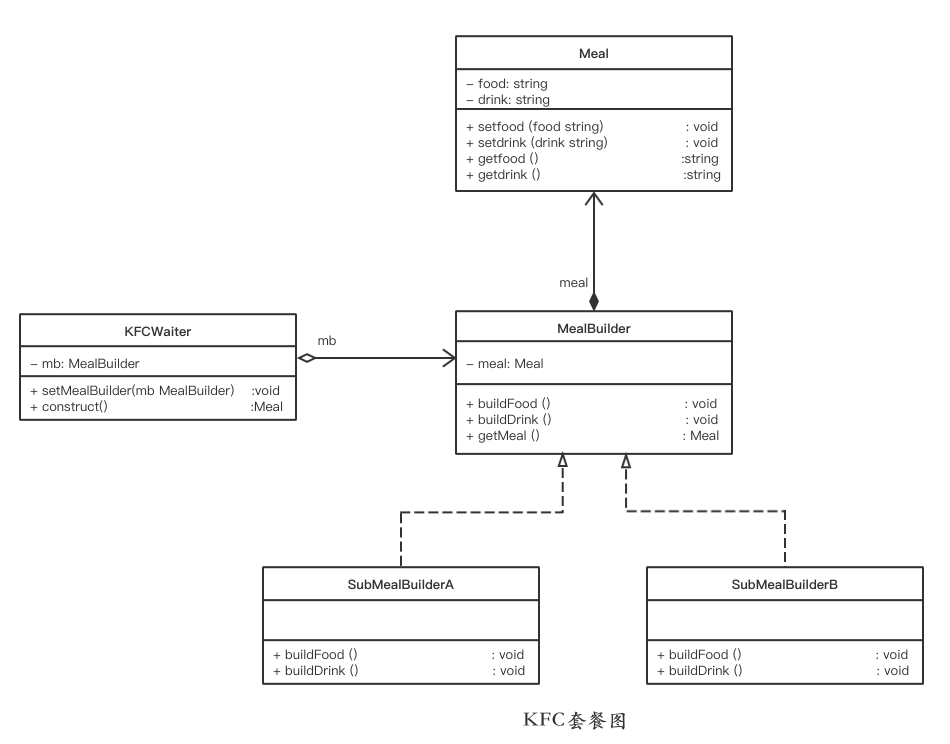 Meal
– food: string
– drink: string
+ setfood (food string) : void
+ setdrink (drink string) : void
+ getfood () :string
+ getdrink () :string
meal
KFCWaiter
– mb: MealBuilder
+ setMealBuilder(mb MealBuilder) :void
+ construct() :Meal
mb
MealBuilder
– meal: Meal
+ buildFood () : void
+ buildDrink () : void
+ getMeal () : Meal
SubMealBuilderA
+ buildFood () : void
+ buildDrink () : void
SubMealBuilderB
+ buildFood () : void
+ buildDrink () : void
KFC套餐图